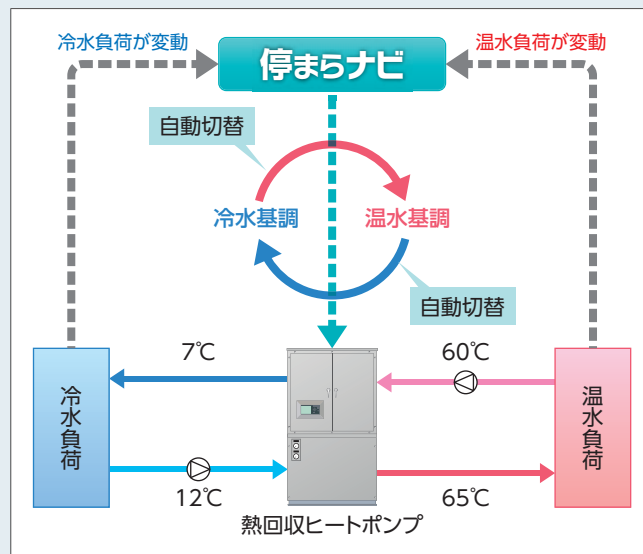 冷水負荷が変動
停まらナビ
温水負荷が変動
自動切替
冷水基調
温水基調
自動切替
7℃
60℃
冷水負荷
温水負荷
12℃
65℃
熱回収ヒートポンプ